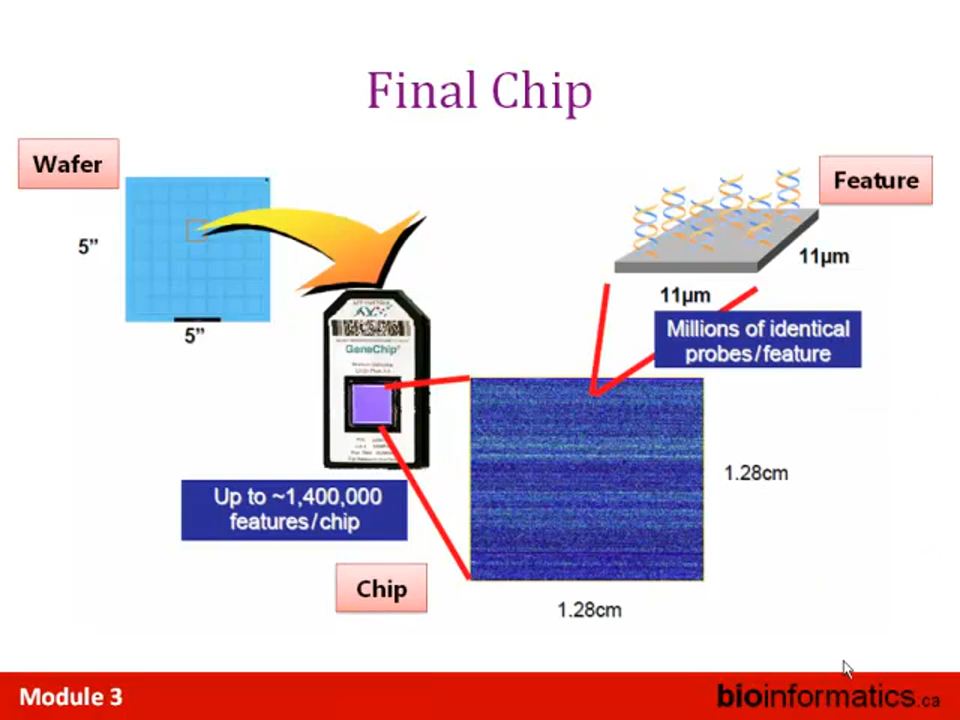 Final Chip
Wafer
Feature
5”
11µm
5”
11µm
GeneChip®
Millions of identical
probes/feature
1.28cm
Up to ~1,400,000
features/chip
Chip
1.28cm
Module 3
bioinformatics.ca